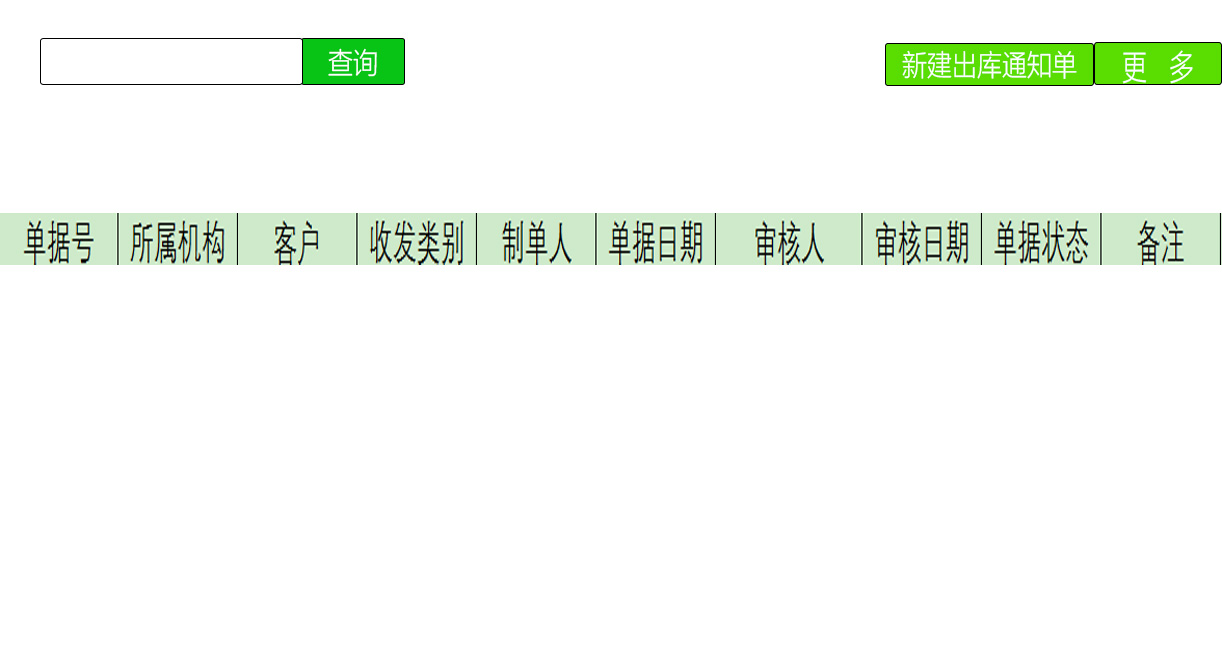 查询
新建出库通知单 更 多
单据号 所属机构 客户 收发类别 制单人 单据日期 审核人 审核日期 单据状态 备注